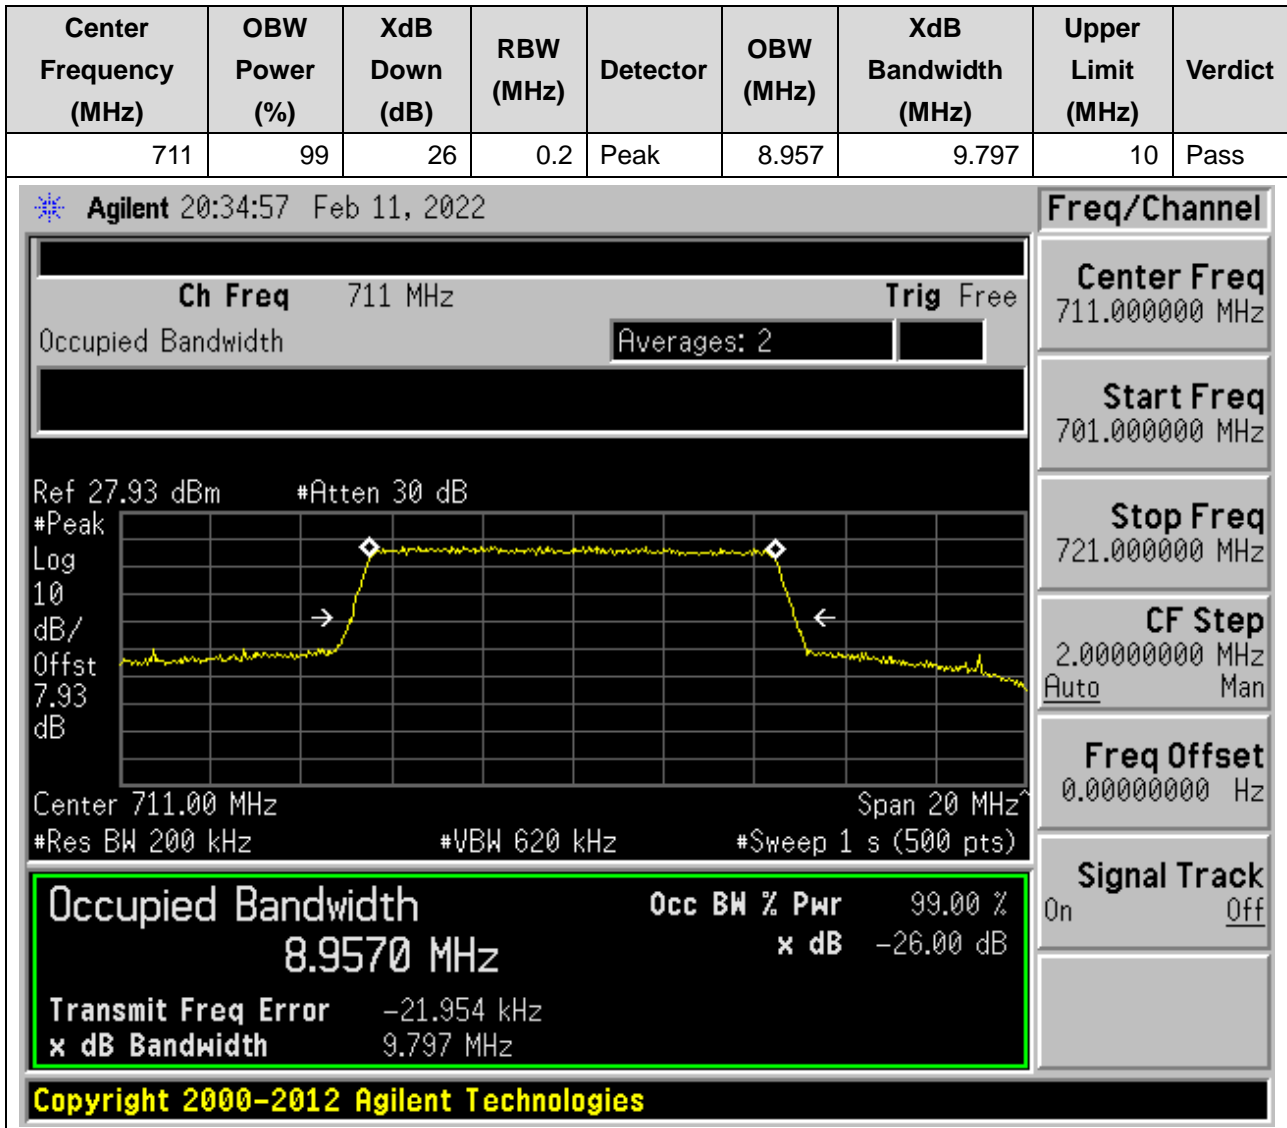 Center Frequency (MHz) OBW Power (%) XdB Down (dB) RBW (MHz) Detector OBW (MHz) XdB Bandwidth (MHz) Upper Limit (MHz) Verdict
711 99 26 0.2 Peak 8.957 9.797 10 Pass
Agilent 20:34:57 Feb 11, 2022
Freq/Channel
Ch Freq 711 MHz Trig Free
Occupied Bandwidth Averages: 2
Ref 27.93 dBm #Atten 30 dB
#Peak
Log
10
dB/
Offst
7.93
dB
Center 711.00 MHz Span 20 MHz^
#Res BW 200 kHz #VBW 620 kHz #Sweep 1 s (500 pts)
Occupied Bandwidth Occ BW % Pwr 99.00 %
8.9570 MHz x dB -26.00 dB
Transmit Freq Error -21.954 kHz
x dB Bandwidth 9.797 MHz
Center Freq
711.000000 MHz
Start Freq
701.000000 MHz
Stop Freq
721.000000 MHz
CF Step
2.00000000 MHz
Auto Man
Freq Offset
0.00000000 Hz
Signal Track
On Off
Copyright 2000-2012 Agilent Technologies